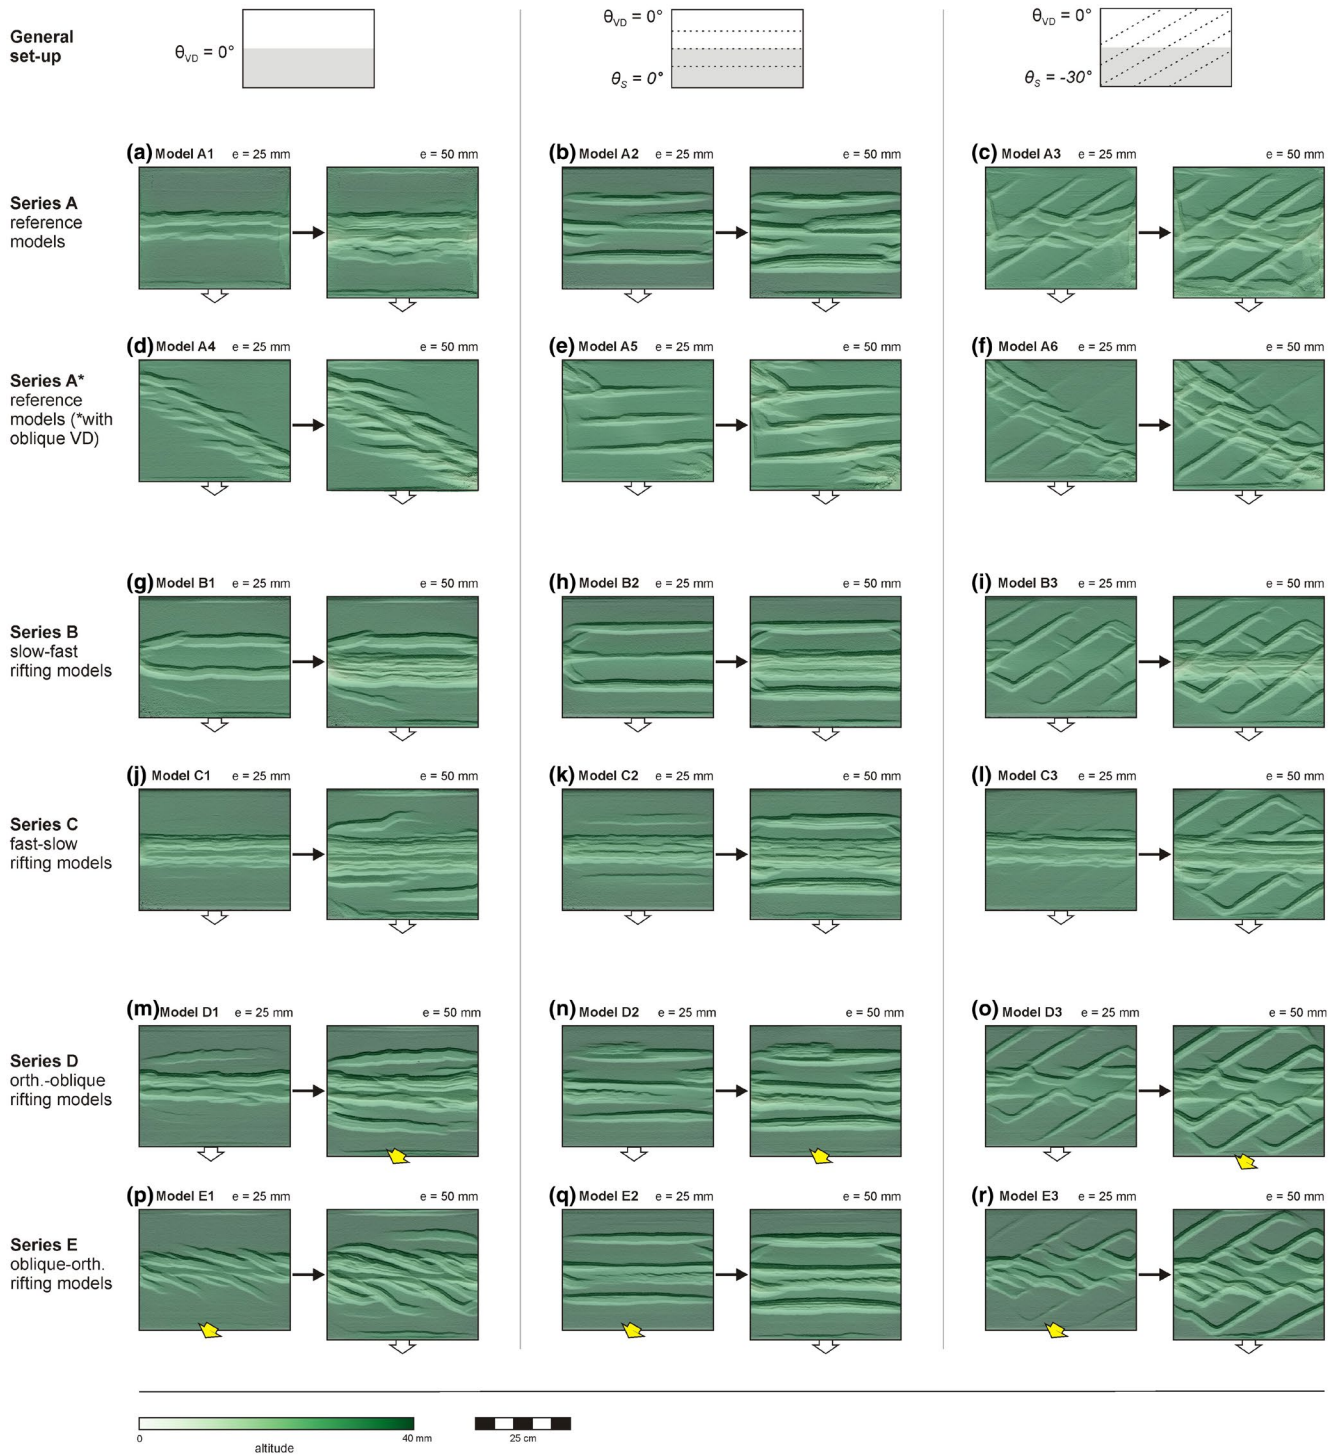 General
set-up
θVD = 0°
θVD = 0°
θS = 0°
θVD = 0°
θS = -30°
(a) Model A1 e = 25 mm e = 50 mm
(b) Model A2 e = 25 mm e = 50 mm
(c) Model A3 e = 25 mm e = 50 mm
Series A
reference
models
(d) Model A4 e = 25 mm e = 50 mm
(e) Model A5 e = 25 mm e = 50 mm
(f) Model A6 e = 25 mm e = 50 mm
Series A*
reference
models (*with
oblique VD)
(g) Model B1 e = 25 mm e = 50 mm
(h) Model B2 e = 25 mm e = 50 mm
(i) Model B3 e = 25 mm e = 50 mm
Series B
slow-fast
rifting models
(j) Model C1 e = 25 mm e = 50 mm
(k) Model C2 e = 25 mm e = 50 mm
(l) Model C3 e = 25 mm e = 50 mm
Series C
fast-slow
rifting models
(m) Model D1 e = 25 mm e = 50 mm
(n) Model D2 e = 25 mm e = 50 mm
(o) Model D3 e = 25 mm e = 50 mm
Series D
orth.-oblique
rifting models
(p) Model E1 e = 25 mm e = 50 mm
(q) Model E2 e = 25 mm e = 50 mm
(r) Model E3 e = 25 mm e = 50 mm
Series E
oblique-orth.
rifting models
0 40 mm
altitude
25 cm